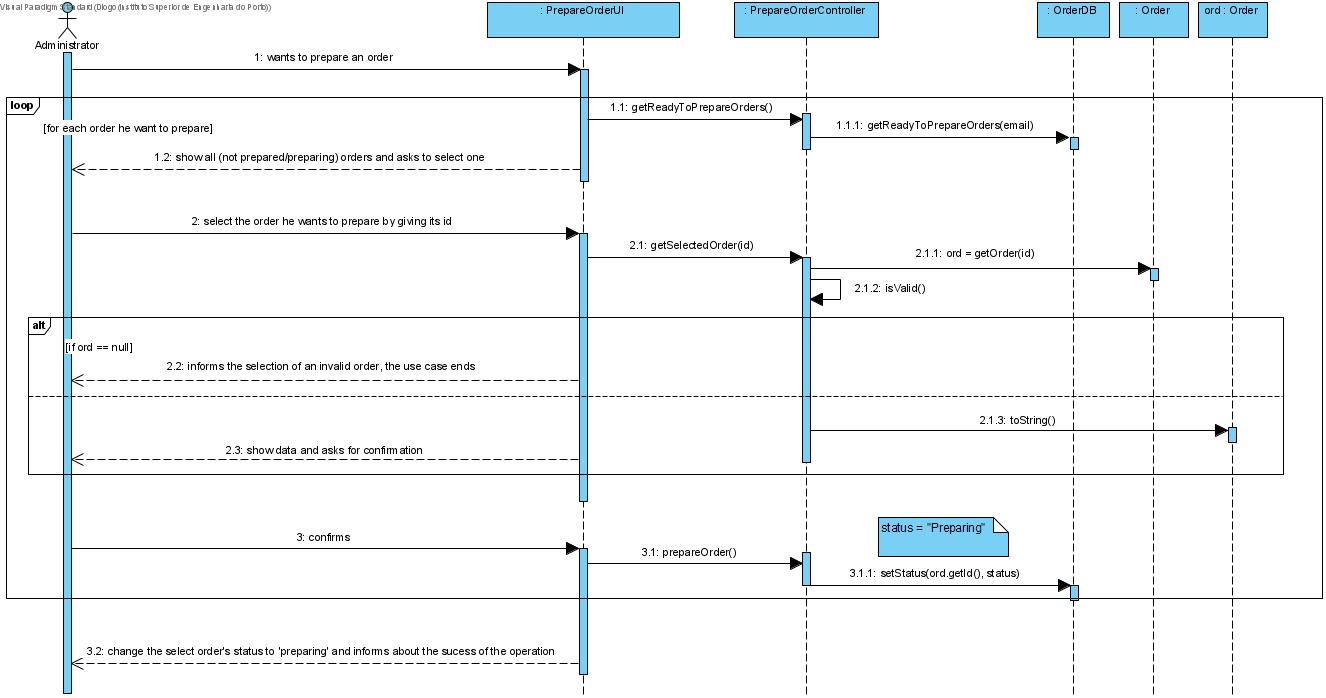 Visual Paradigm Standard (Diogo (Instituto Superior de Engenharia do Porto))
Administrator
: PrepareOrderUI
: PrepareOrderController
: OrderDB
: Order
ord : Order
1: wants to prepare an order
loop
[for each order he want to prepare]
1.1: getReadyToPrepareOrders()
1.1.1: getReadyToPrepareOrders(email)
1.2: show all (not prepared/preparing) orders and asks to select one
2: select the order he wants to prepare by giving its id
2.1: getSelectedOrder(id)
2.1.1: ord = getOrder(id)
2.1.2: isValid()
alt
[if ord == null]
2.2: informs the selection of an invalid order, the use case ends
2.1.3: toString()
2.3: show data and asks for confirmation
status = "Preparing"
3: confirms
3.1: prepareOrder()
3.1.1: setStatus(ord.getId(), status)
3.2: change the select order's status to 'preparing' and informs about the sucess of the operation